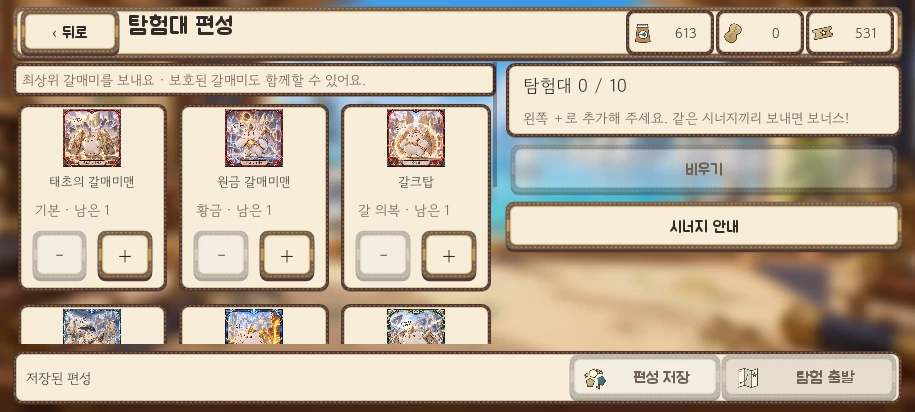 ‹ 뒤로
탐험대 편성
613
0
531
최상위 갈매미를 보내요 · 보호된 갈매미도 함께할 수 있어요.
탐험대 0 / 10
왼쪽 +로 추가해 주세요. 같은 시너지끼리 보내면 보너스!
태초의 갈매미맨
기본 · 남은 1
-
+
원금 갈매미맨
황금 · 남은 1
-
+
갈크탑
갈 의복 · 남은 1
-
+
비우기
시너지 안내
저장된 편성
편성 저장
탐험 출발